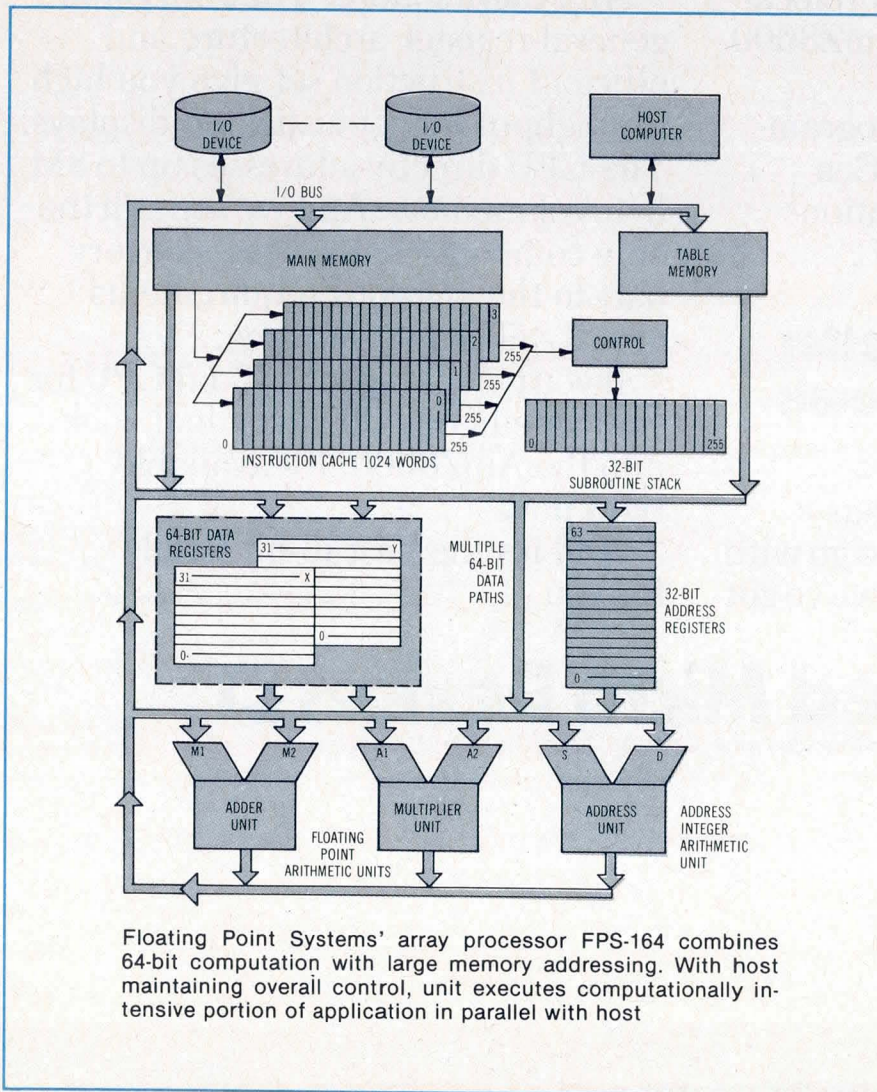 I/O
DEVICE
I/O
DEVICE
HOST
COMPUTER
I/O BUS
MAIN MEMORY
TABLE
MEMORY
3
2
1
0
0
255
255
255
255
INSTRUCTION CACHE 1024 WORDS
CONTROL
0
255
32-BIT
SUBROUTINE STACK
64-BIT DATA
REGISTERS
31
Y
31
X
0
0
MULTIPLE
64-BIT
DATA
PATHS
63
0
32-BIT
ADDRESS
REGISTERS
M1
M2
A1
A2
S
D
ADDER
UNIT
MULTIPLIER
UNIT
ADDRESS
UNIT
FLOATING
POINT
ARITHMETIC UNITS
ADDRESS
INTEGER
ARITHMETIC
UNIT
Floating Point Systems' array processor FPS-164 combines
64-bit computation with large memory addressing. With host
maintaining overall control, unit executes computationally in-
tensive portion of application in parallel with host